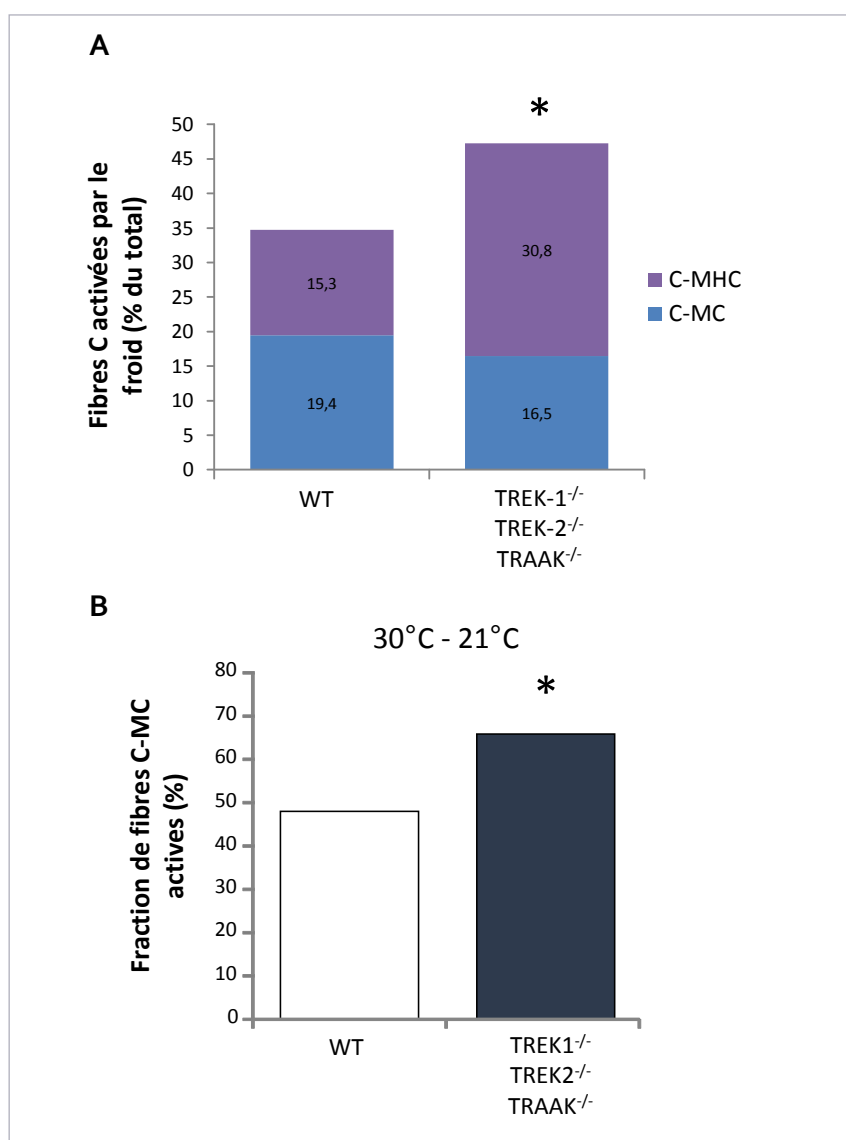 A
*
Fibres C activées par le
froid (% du total)
50
45
40
35
30
25
20
15
10
5
0
15,3
19,4
30,8
16,5
C-MHC
C-MC
WT
TREK-1-/-
TREK-2-/-
TRAAK-/-
B
30°C - 21°C
*
Fraction de fibres C-MC
actives (%)
80
70
60
50
40
30
20
10
0
WT
TREK1-/-
TREK2-/-
TRAAK-/-